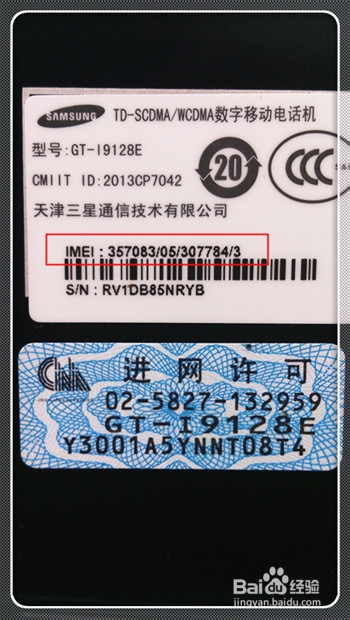 SAMSUNG TD-SCDMA/WCDMA数字移动电话机
型号:GT-I9128E
20
CMIIT ID:2013CP7042
天津三星通信技术有限公司
IMEI : 357083/05/307784/3
S/N : RV1DB85NRYB
进网许可
02-5827-132959
GT-I9128E
Y3001A5YNNT08T4
Baidu经验
jingyan.baidu.com